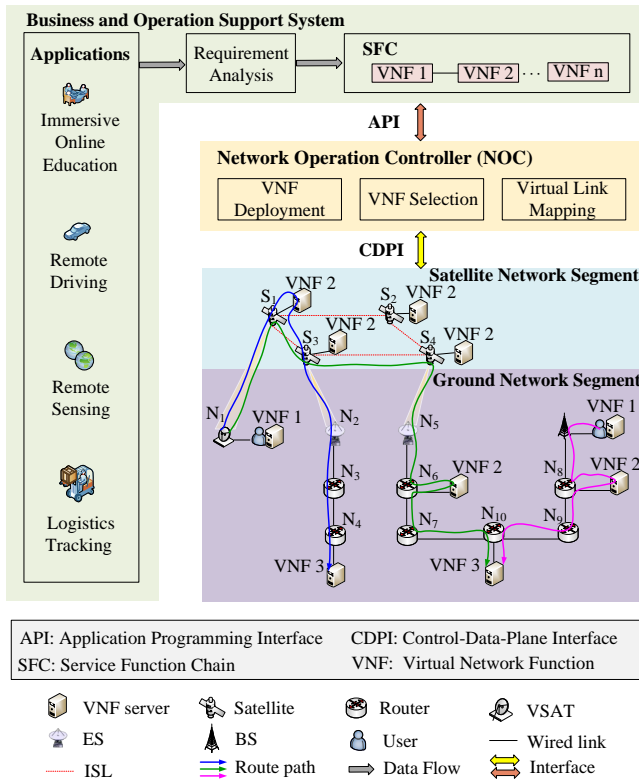 Business and Operation Support System
Applications
Immersive
Online
Education
Remote
Driving
Remote
Sensing
Logistics
Tracking
Requirement
Analysis
SFC
VNF 1
VNF 2
...
VNF n
API
Network Operation Controller (NOC)
VNF
Deployment
VNF Selection
Virtual Link
Mapping
CDPI
Satellite Network Segment
S1
VNF 2
S2
VNF 2
S3
VNF 2
S4
VNF 2
Ground Network Segment
N1
VNF 1
N2
N3
N4
VNF 3
N5
N6
VNF 2
N7
N10
VNF 3
VNF 1
N8
VNF 2
N9
API: Application Programming Interface
CDPI: Control-Data-Plane Interface
SFC: Service Function Chain
VNF: Virtual Network Function
VNF server
Satellite
Router
VSAT
ES
BS
User
Wired link
ISL
Route path
Data Flow
Interface